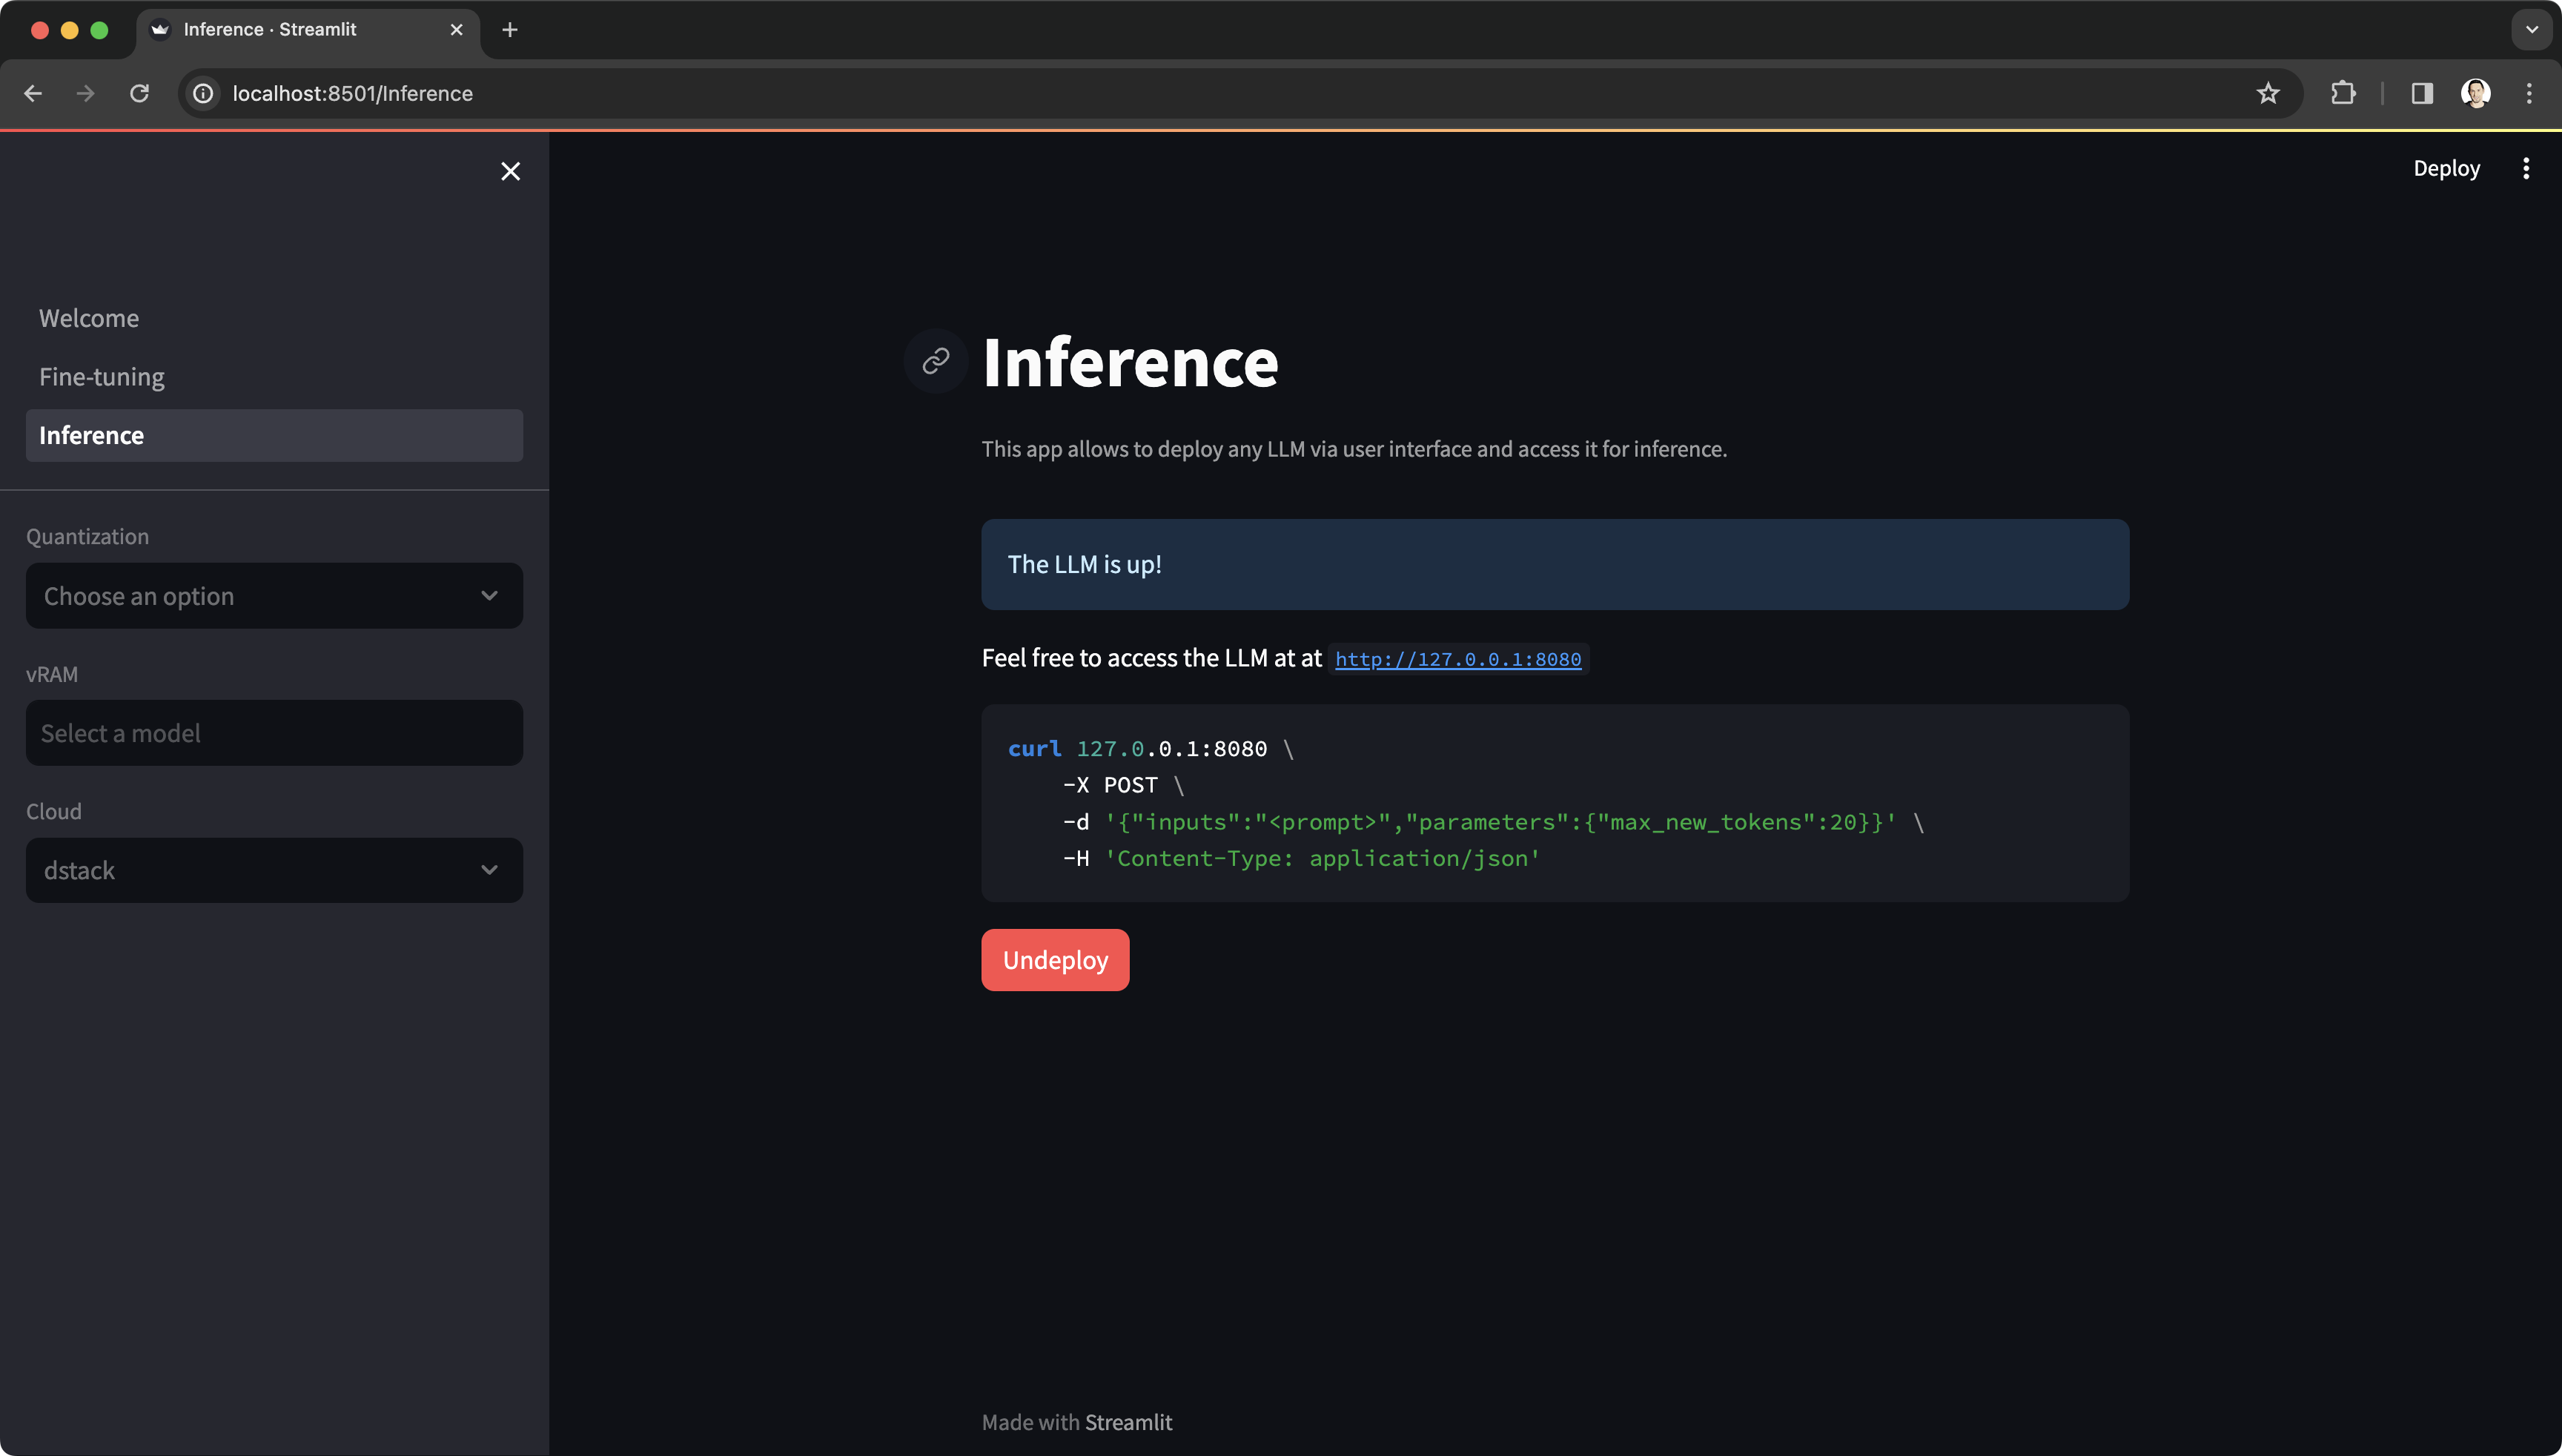 Inference · Streamlit
localhost:8501/Inference
Deploy
Welcome
Fine-tuning
Inference
Quantization
Choose an option
vRAM
Select a model
Cloud
dstack
Inference
This app allows to deploy any LLM via user interface and access it for inference.
The LLM is up!
Feel free to access the LLM at at http://127.0.0.1:8080
curl 127.0.0.1:8080 \
    -X POST \
    -d '{"inputs":"<prompt>","parameters":{"max_new_tokens":20}}' \
    -H 'Content-Type: application/json'
Undeploy
Made with Streamlit